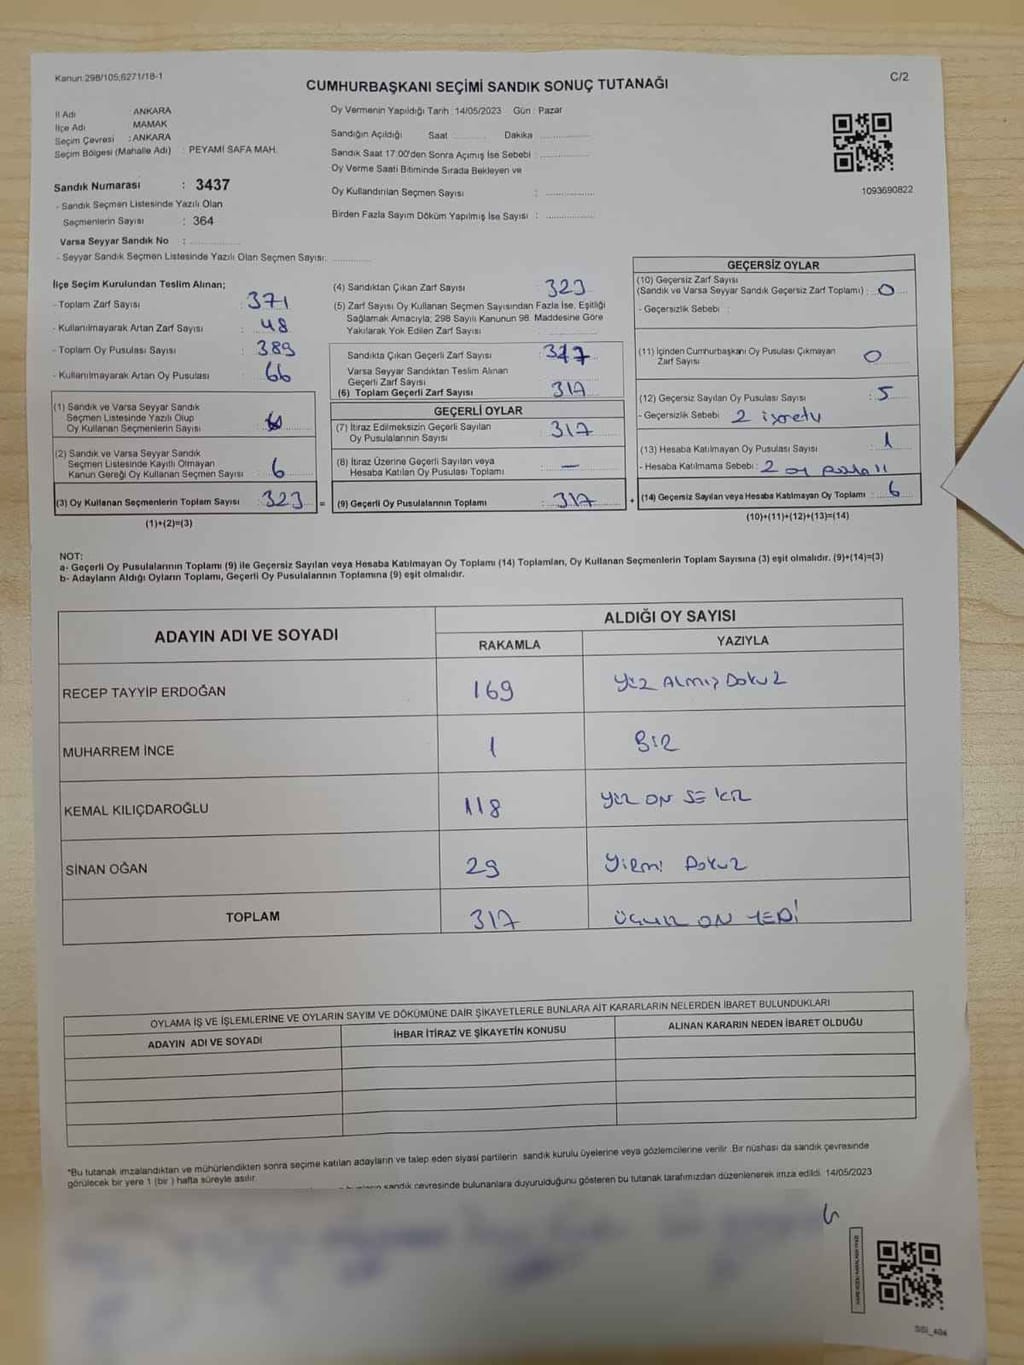 Kanun:298/105,6271/18-1
C/2
CUMHURBAŞKANI SEÇİMİ SANDIK SONUÇ TUTANAĞI
İl Adı ANKARA
İlçe Adı MAMAK
Seçim Çevresi : ANKARA
Seçim Bölgesi (Mahalle Adı) : PEYAMİ SAFA MAH.
Sandık Numarası : 3437
- Sandık Seçmen Listesinde Yazılı Olan
Seçmenlerin Sayısı : 364
Varsa Seyyar Sandık No :
- Seyyar Sandık Seçmen Listesinde Yazılı Olan Seçmen Sayısı:
Oy Vermenin Yapıldığı Tarih : 14/05/2023 Gün : Pazar
Sandığın Açıldığı Saat Dakika
Sandık Saat 17:00'den Sonra Açımış İse Sebebi :
Oy Verme Saati Bitiminde Sırada Bekleyen ve
Oy Kullandırılan Seçmen Sayısı :
Birden Fazla Sayım Döküm Yapılmış İse Sayısı :
1093690822
İlçe Seçim Kurulundan Teslim Alınan;
- Toplam Zarf Sayısı : 371
- Kullanılmayarak Artan Zarf Sayısı : 48
- Toplam Oy Pusulası Sayısı : 389
- Kullanılmayarak Artan Oy Pusulası : 66
(1) Sandık ve Varsa Seyyar Sandık
Seçmen Listesinde Yazılı Olup
Oy Kullanan Seçmenlerin Sayısı :
(2) Sandık ve Varsa Seyyar Sandık
Seçmen Listesinde Kayıtlı Olmayan
Kanun Gereği Oy Kullanan Seçmen Sayısı : 6
(3) Oy Kullanan Seçmenlerin Toplam Sayısı : 323 =
(1)+(2)=(3)
(4) Sandıktan Çıkan Zarf Sayısı : 323
(5) Zarf Sayısı Oy Kullanan Seçmen Sayısından Fazla İse, Eşitliği
Sağlamak Amacıyla; 298 Sayılı Kanunun 98. Maddesine Göre
Yakılarak Yok Edilen Zarf Sayısı :
Sandıkta Çıkan Geçerli Zarf Sayısı : 317
Varsa Seyyar Sandıktan Teslim Alınan
Geçerli Zarf Sayısı
(6) Toplam Geçerli Zarf Sayısı : 317
GEÇERLİ OYLAR
(7) İtiraz Edilmeksizin Geçerli Sayılan
Oy Pusulalarının Sayısı : 317
(8) İtiraz Üzerine Geçerli Sayılan veya
Hesaba Katılan Oy Pusulası Toplamı : —
(9) Geçerli Oy Pusulalarının Toplamı : 317 +
GEÇERSİZ OYLAR
(10) Geçersiz Zarf Sayısı
(Sandık ve Varsa Seyyar Sandık Geçersiz Zarf Toplamı) : 0
- Geçersizlik Sebebi :
(11) İçinden Cumhurbaşkanı Oy Pusulası Çıkmayan
Zarf Sayısı : 0
(12) Geçersiz Sayılan Oy Pusulası Sayısı : 5
- Geçersizlik Sebebi : 2 işaretli
(13) Hesaba Katılmayan Oy Pusulası Sayısı : 1
- Hesaba Katılmama Sebebi : 2 oy
(14) Geçersiz Sayılan veya Hesaba Katılmayan Oy Toplamı : 6
(10)+(11)+(12)+(13)=(14)
NOT:
a- Geçerli Oy Pusulalarının Toplamı (9) ile Geçersiz Sayılan veya Hesaba Katılmayan Oy Toplamı (14) Toplamları, Oy Kullanan Seçmenlerin Toplam Sayısına (3) eşit olmalıdır. (9)+(14)=(3)
b- Adayların Aldığı Oyların Toplamı, Geçerli Oy Pusulalarının Toplamına (9) eşit olmalıdır.
ADAYIN ADI VE SOYADI
ALDIĞI OY SAYISI
RAKAMLA YAZIYLA
RECEP TAYYİP ERDOĞAN 169 YÜZ ALTMIŞ DOKUZ
MUHARREM İNCE 1 BİR
KEMAL KILIÇDAROĞLU 118 YÜZ ON SEKİZ
SİNAN OĞAN 29 YİRMİ DOKUZ
TOPLAM 317 ÜÇYÜZ ON YEDİ
OYLAMA İŞ VE İŞLEMLERİNE VE OYLARIN SAYIM VE DÖKÜMÜNE DAİR ŞİKAYETLERLE BUNLARA AİT KARARLARIN NELERDEN İBARET BULUNDUKLARI
ADAYIN ADI VE SOYADI İHBAR İTİRAZ VE ŞİKAYETİN KONUSU ALINAN KARARIN NEDEN İBARET OLDUĞU
*Bu tutanak imzalandıktan ve mühürlendikten sonra seçime katılan adayların ve talep eden siyasi partilerin sandık kurulu üyelerine veya gözlemcilerine verilir. Bir nüshası da sandık çevresinde
görülecek bir yere 1 (bir ) hafta süreyle asılır.
sandık çevresinde bulunanlara duyurulduğunu gösteren bu tutanak tarafımızdan düzenlenerek imza edildi. 14/05/2023